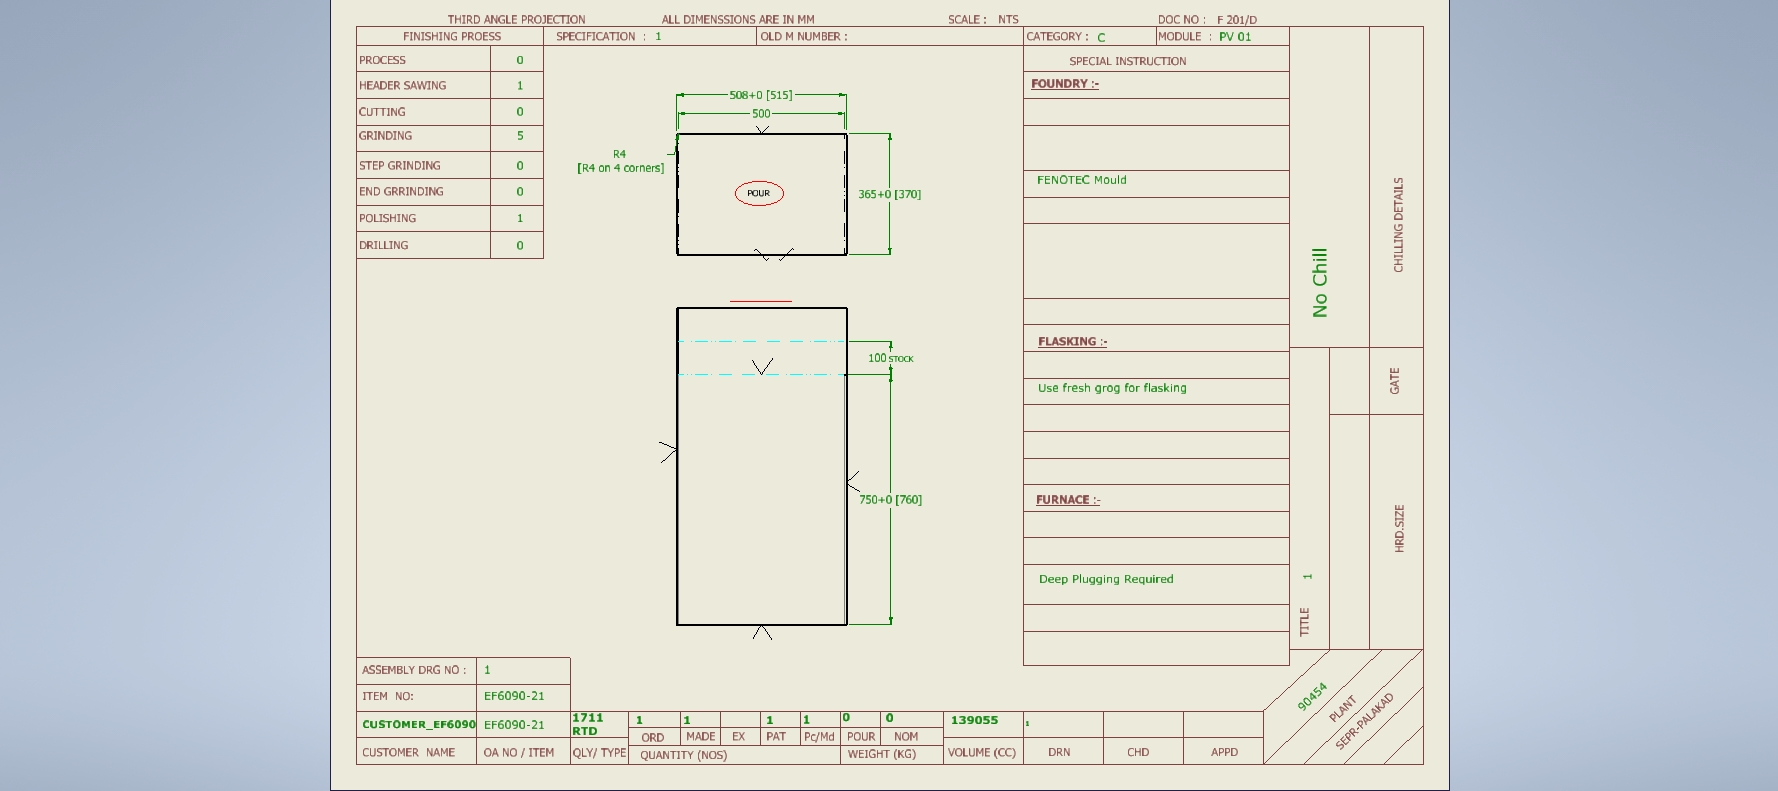 THIRD ANGLE PROJECTION ALL DIMENSSIONS ARE IN MM SCALE : NTS DOC NO : F 201/D
FINISHING PROESS SPECIFICATION : 1 OLD M NUMBER : CATEGORY : C MODULE : PV 01
PROCESS 0
HEADER SAWING 1
CUTTING 0
GRINDING 5
STEP GRINDING 0
END GRRINDING 0
POLISHING 1
DRILLING 0
508+0 [515]
500
R4
[R4 on 4 corners]
POUR
365+0 [370]
100 STOCK
750+0 [760]
SPECIAL INSTRUCTION
FOUNDRY :-
FENOTEC Mould
FLASKING :-
Use fresh grog for flasking
FURNACE :-
Deep Plugging Required
No Chill
CHILLING DETAILS
GATE
HRD.SIZE
TITLE 1
ASSEMBLY DRG NO : 1
ITEM NO: EF6090-21
CUSTOMER_EF6090 EF6090-21 1711 RTD 1 1 1 1 0 0 139055 1
ORD MADE EX PAT Pc/Md POUR NOM
CUSTOMER NAME OA NO / ITEM QLY/ TYPE QUANTITY (NOS) WEIGHT (KG) VOLUME (CC) DRN CHD APPD
90454
PLANT
SEPR-PALAKAD